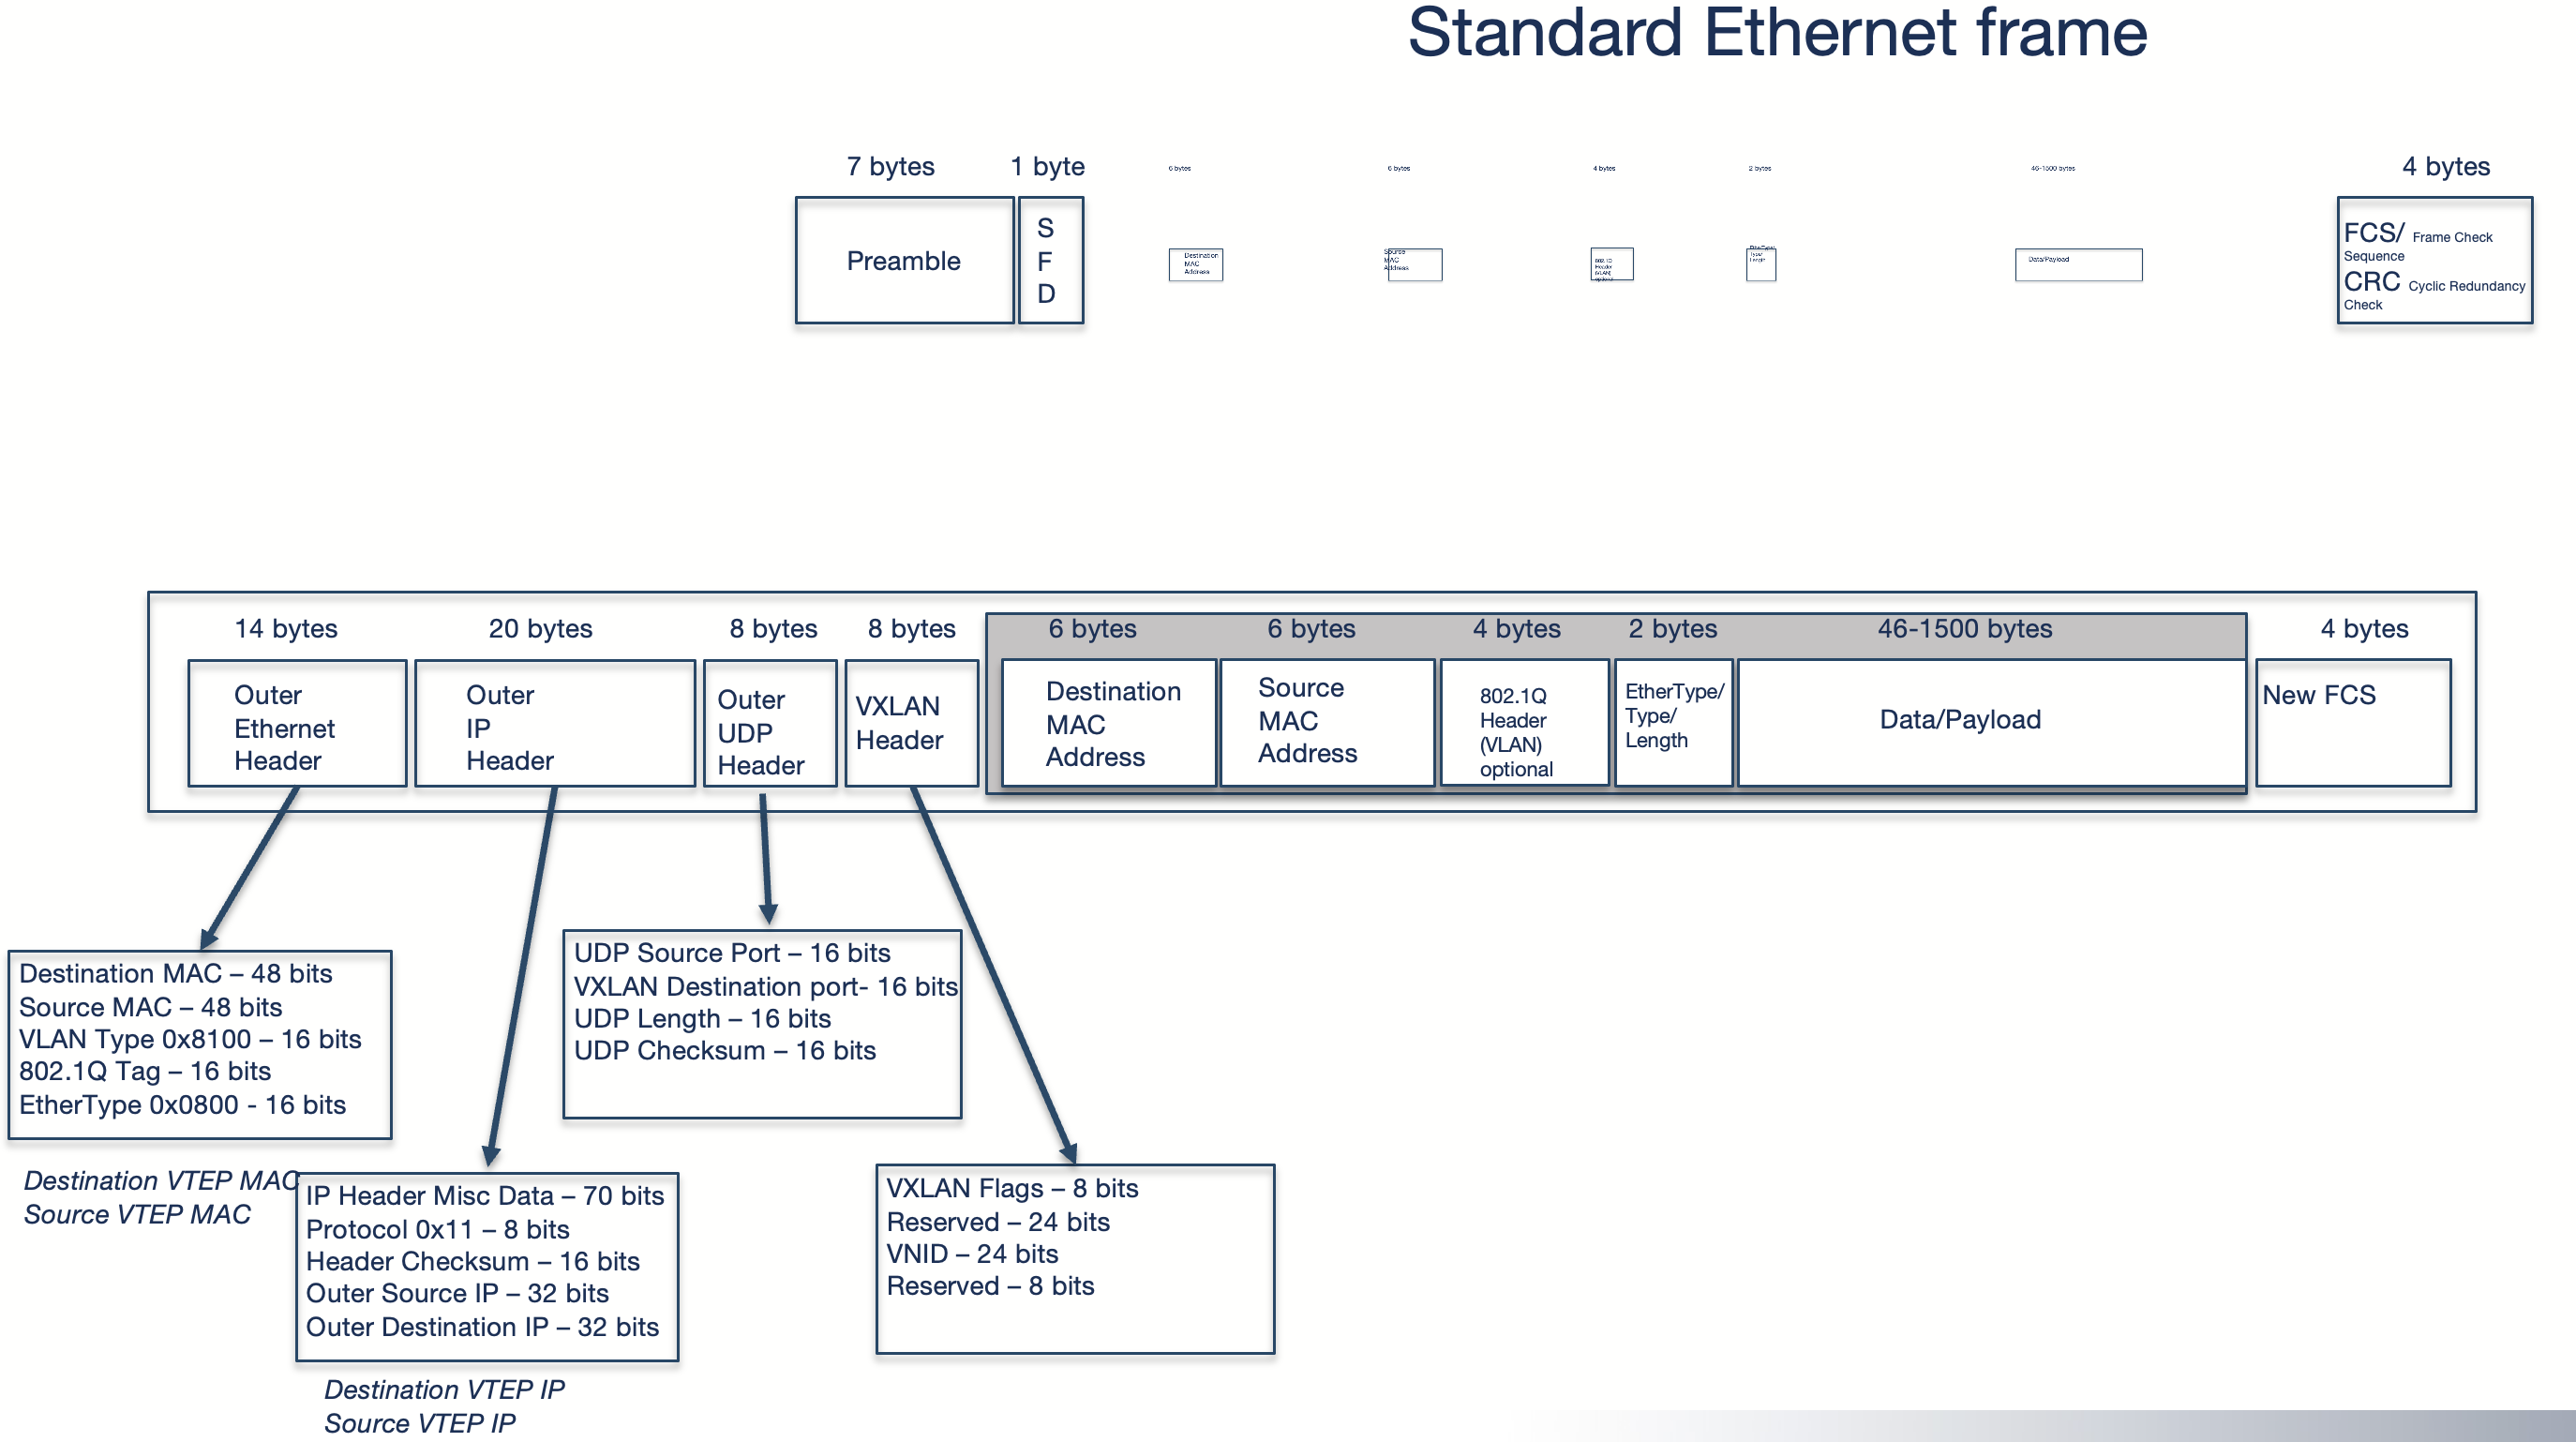 Standard Ethernet frame
7 bytes
1 byte
6 bytes
6 bytes
4 bytes
2 bytes
46-1500 bytes
4 bytes
Preamble
S
F
D
Destination
MAC
Address
Source
MAC
Address
802.1Q
Header
(VLAN)
optional
Type/
Length
Data/Payload
FCS/ Frame Check
Sequence
CRC Cyclic Redundancy
Check
14 bytes
20 bytes
8 bytes
8 bytes
6 bytes
6 bytes
4 bytes
2 bytes
46-1500 bytes
4 bytes
Outer
Ethernet
Header
Outer
IP
Header
Outer
UDP
Header
VXLAN
Header
Destination
MAC
Address
Source
MAC
Address
802.1Q
Header
(VLAN)
optional
EtherType/
Type/
Length
Data/Payload
New FCS
Destination MAC – 48 bits
Source MAC – 48 bits
VLAN Type 0x8100 – 16 bits
802.1Q Tag – 16 bits
EtherType 0x0800 - 16 bits
Destination VTEP MAC
Source VTEP MAC
UDP Source Port – 16 bits
VXLAN Destination port- 16 bits
UDP Length – 16 bits
UDP Checksum – 16 bits
IP Header Misc Data – 70 bits
Protocol 0x11 – 8 bits
Header Checksum – 16 bits
Outer Source IP – 32 bits
Outer Destination IP – 32 bits
Destination VTEP IP
Source VTEP IP
VXLAN Flags – 8 bits
Reserved – 24 bits
VNID – 24 bits
Reserved – 8 bits